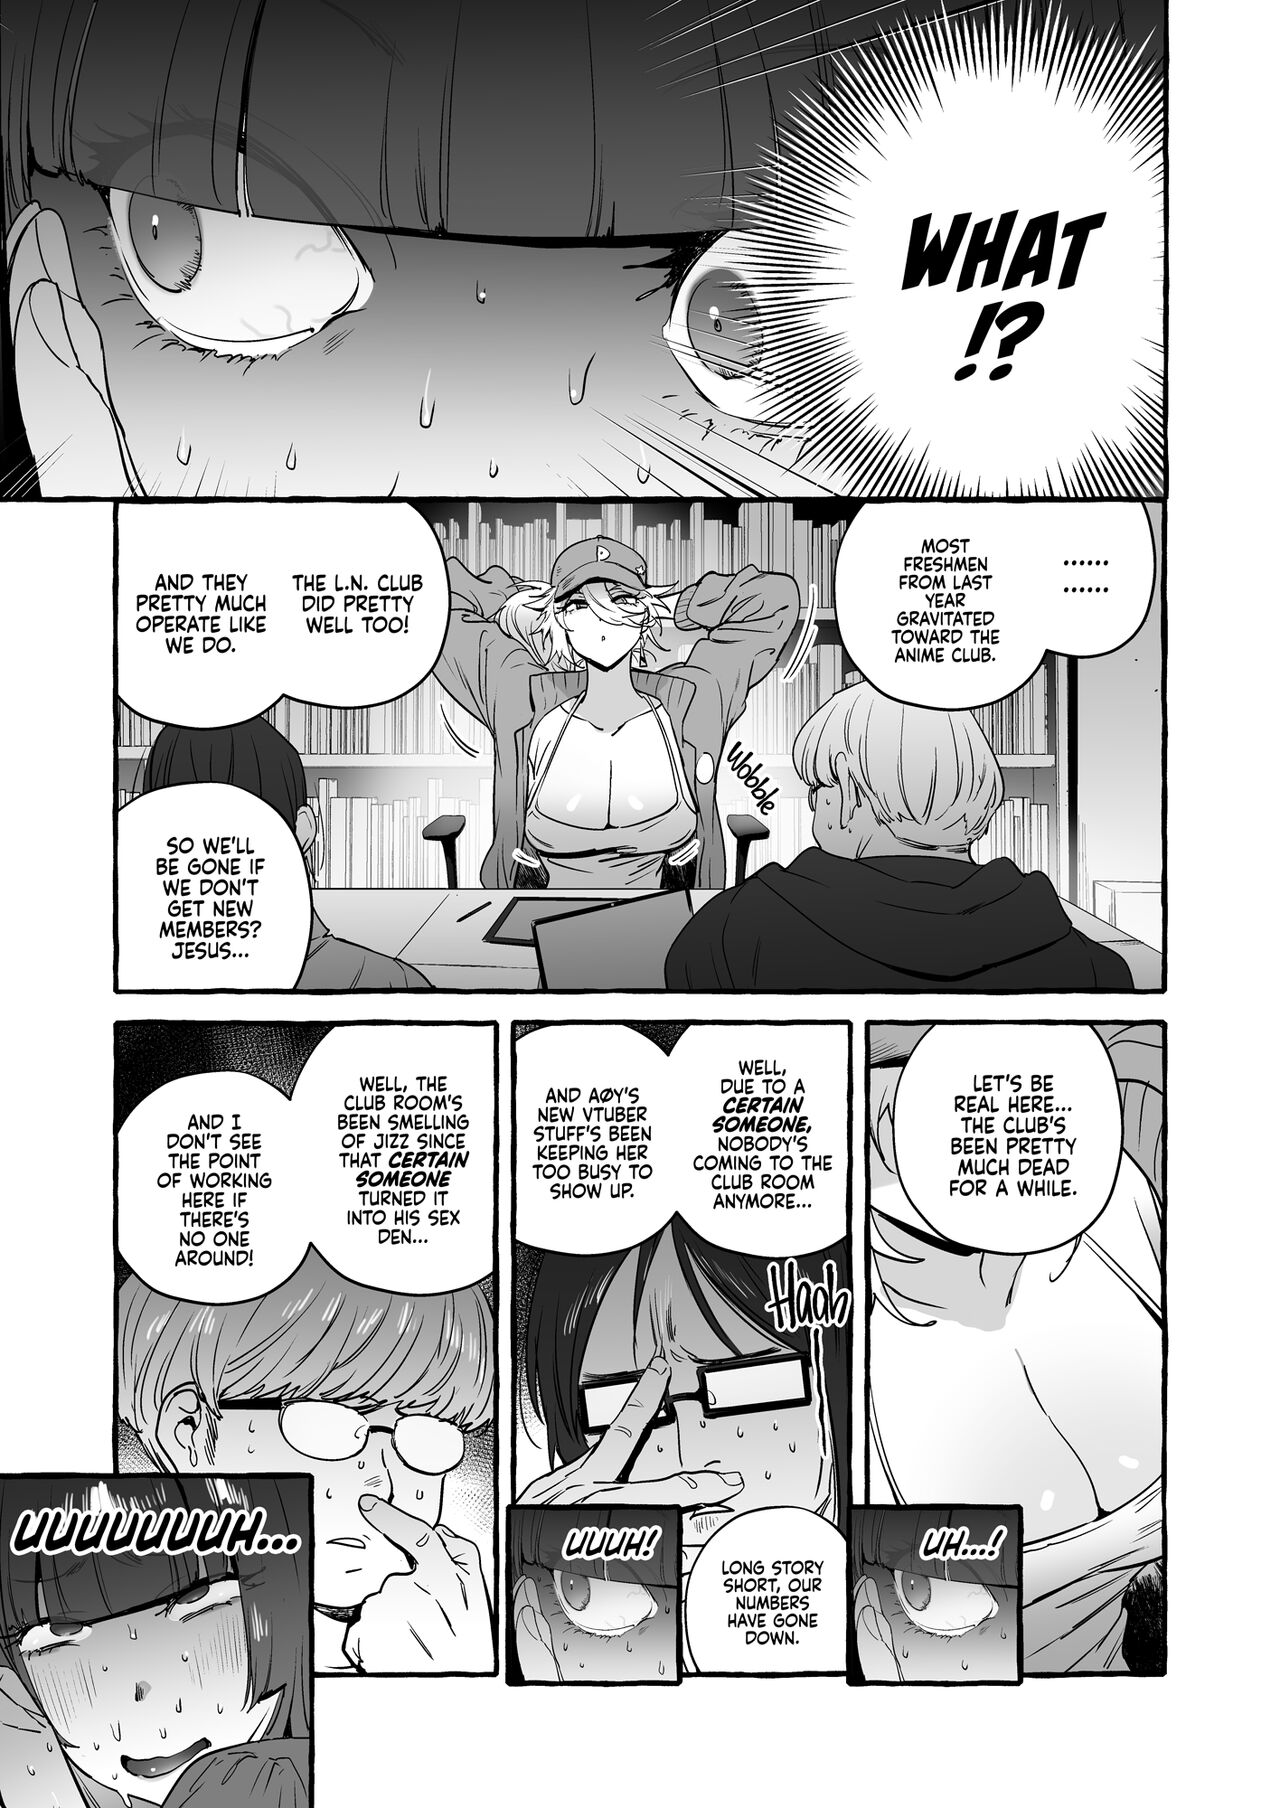 WHAT
!?
......
......
MOST
FRESHMEN
FROM LAST
YEAR
GRAVITATED
TOWARD THE
ANIME CLUB.
P
THE L.N. CLUB
DID PRETTY
WELL TOO!
AND THEY
PRETTY MUCH
OPERATE LIKE
WE DO.
Wobble
SO WE'LL
BE GONE IF
WE DON'T
GET NEW
MEMBERS?
JESUS...
LET'S BE
REAL HERE...
THE CLUB'S
BEEN PRETTY
MUCH DEAD
FOR A WHILE.
UH...!
WELL,
DUE TO A
CERTAIN
SOMEONE,
NOBODY'S
COMING TO THE
CLUB ROOM
ANYMORE...
AND AØY'S
NEW VTUBER
STUFF'S BEEN
KEEPING HER
TOO BUSY TO
SHOW UP.
Haah
LONG STORY
SHORT, OUR
NUMBERS
HAVE GONE
DOWN.
UUUH!
WELL, THE
CLUB ROOM'S
BEEN SMELLING
OF JIZZ SINCE
THAT CERTAIN
SOMEONE
TURNED IT
INTO HIS SEX
DEN...
AND I
DON'T SEE
THE POINT
OF WORKING
HERE IF
THERE'S
NO ONE
AROUND!
UUUUUUUUH...